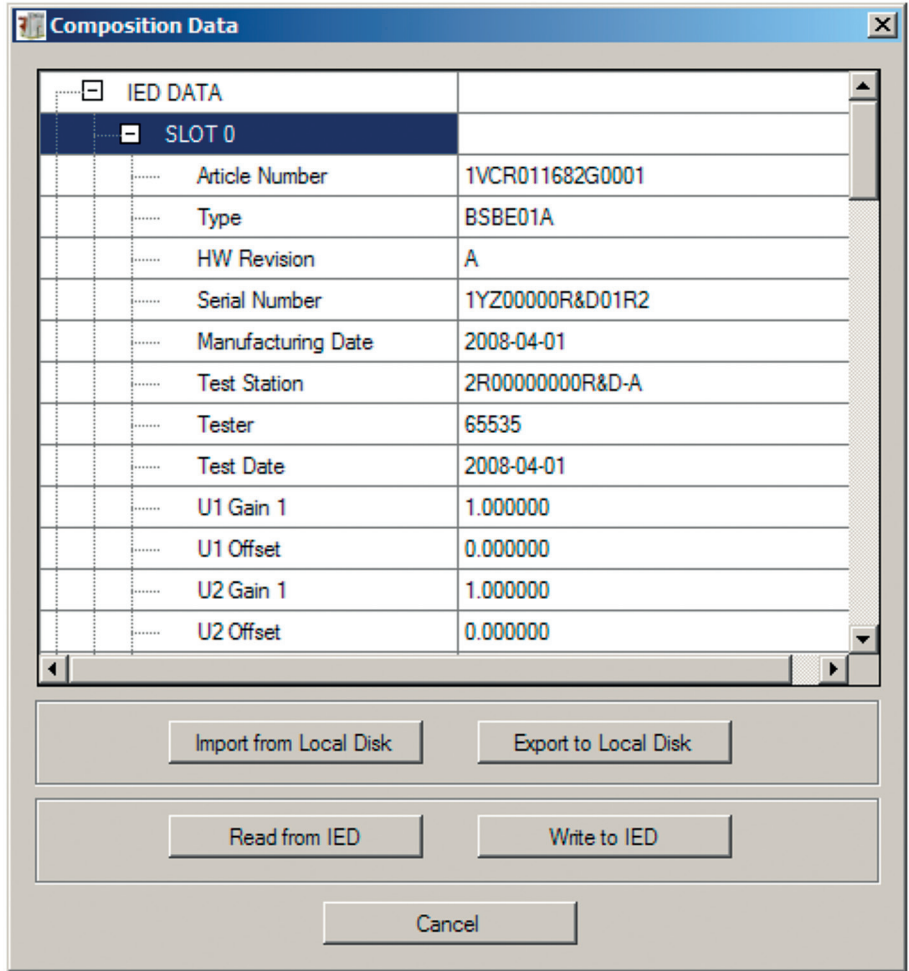 Composition Data
IED DATA
SLOT 0
Article Number 1VCR011682G0001
Type BSBE01A
HW Revision A
Serial Number 1YZ00000R&D01R2
Manufacturing Date 2008-04-01
Test Station 2R00000000R&D-A
Tester 65535
Test Date 2008-04-01
U1 Gain 1 1.000000
U1 Offset 0.000000
U2 Gain 1 1.000000
U2 Offset 0.000000
Import from Local Disk Export to Local Disk
Read from IED Write to IED
Cancel